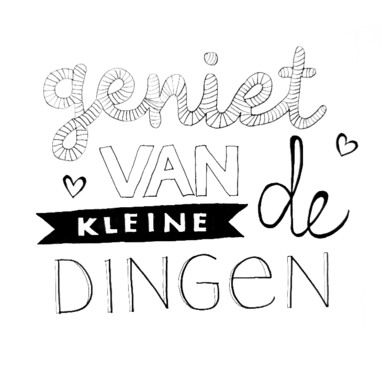 geniet
VAN de
KLEINE
DINGeN